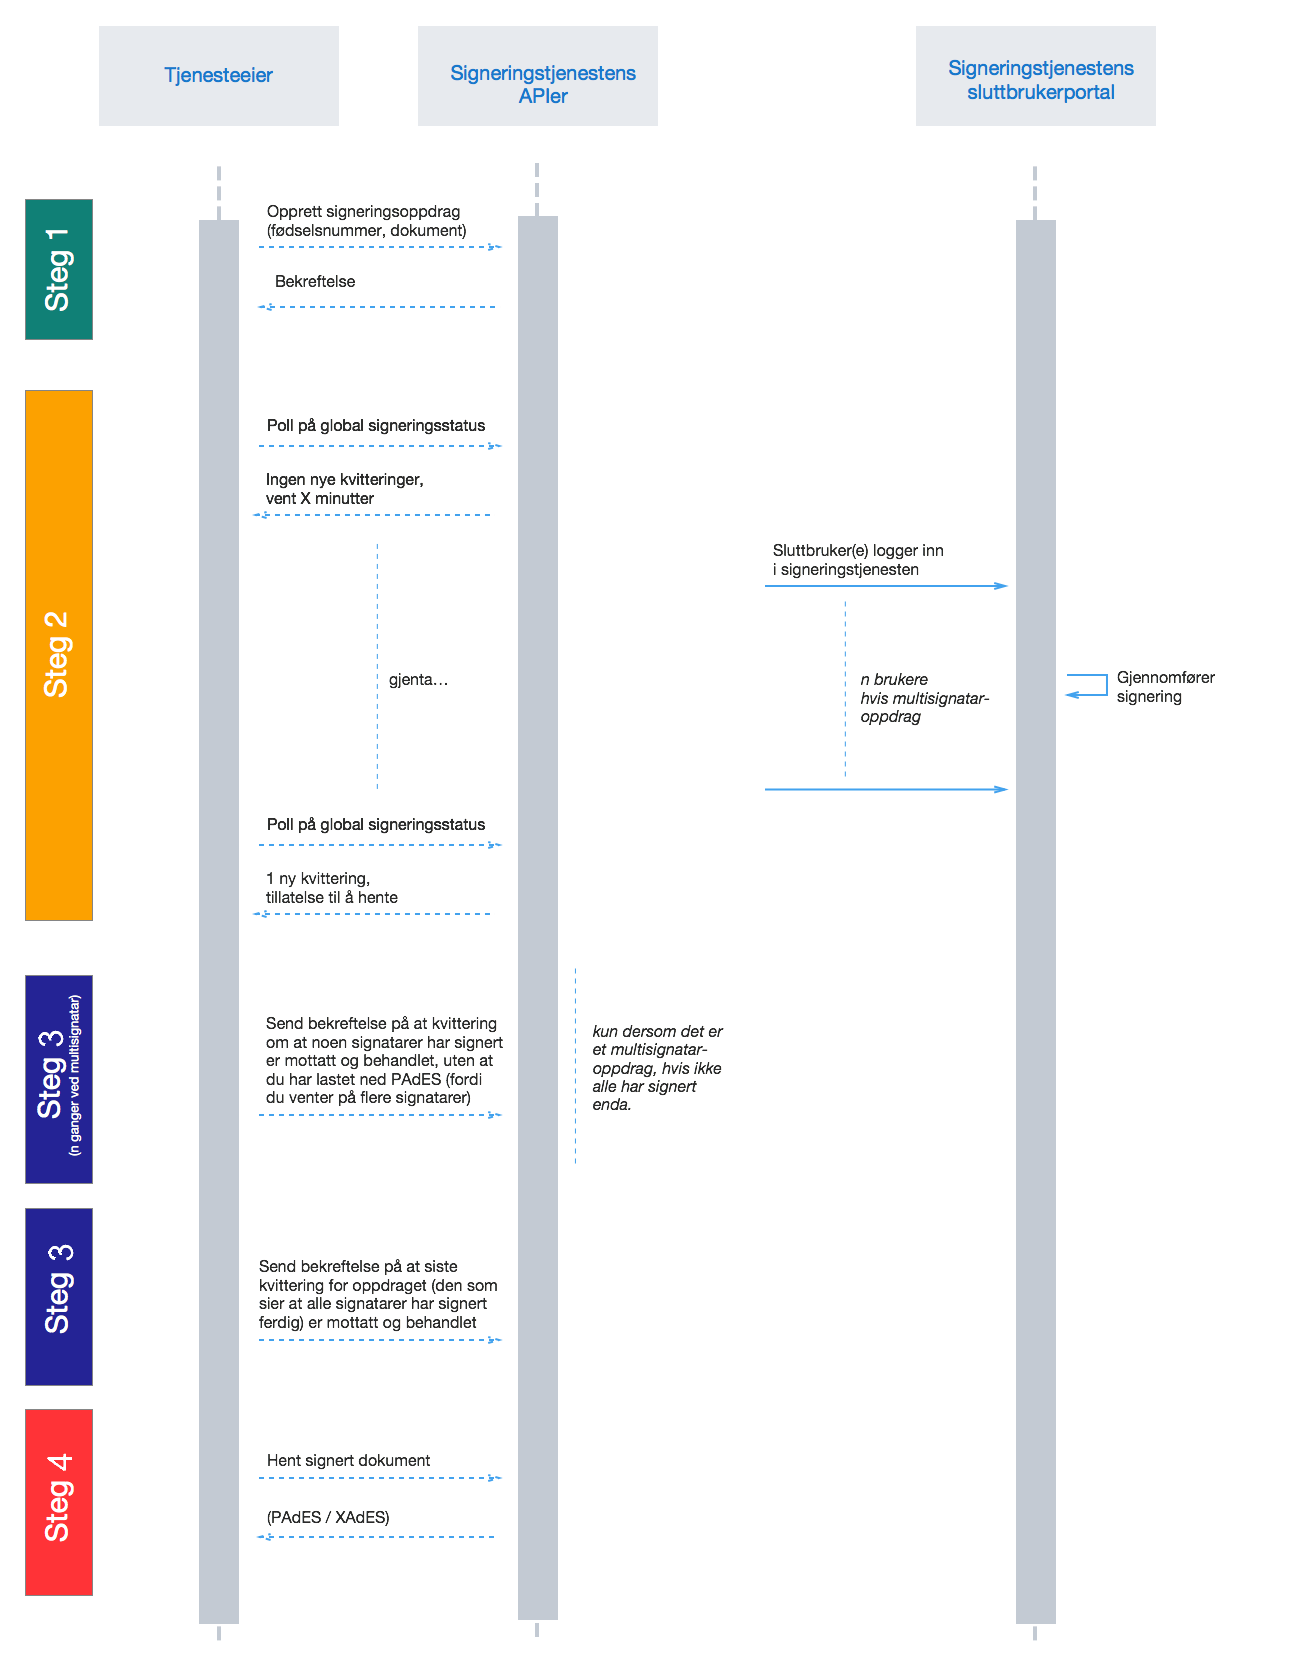 Tjenesteeier
Signeringstjenestens
APIer
Signeringstjenestens
sluttbrukerportal
Steg 1
Opprett signeringsoppdrag
(fødselsnummer, dokument)
Bekreftelse
Steg 2
Poll på global signeringsstatus
Ingen nye kvitteringer,
vent X minutter
Sluttbruker(e) logger inn
i signeringstjenesten
gjenta…
n brukere
hvis multisignatar-
oppdrag
Gjennomfører
signering
Poll på global signeringsstatus
1 ny kvittering,
tillatelse til å hente
Steg 3
(n ganger ved multisignatar)
Send bekreftelse på at kvittering
om at noen signatarer har signert
er mottatt og behandlet, uten at
du har lastet ned PAdES (fordi
du venter på flere signatarer)
kun dersom det er
et multisignatar-
oppdrag, hvis ikke
alle har signert
enda.
Steg 3
Send bekreftelse på at siste
kvittering for oppdraget (den som
sier at alle signatarer har signert
ferdig) er mottatt og behandlet
Steg 4
Hent signert dokument
(PAdES / XAdES)